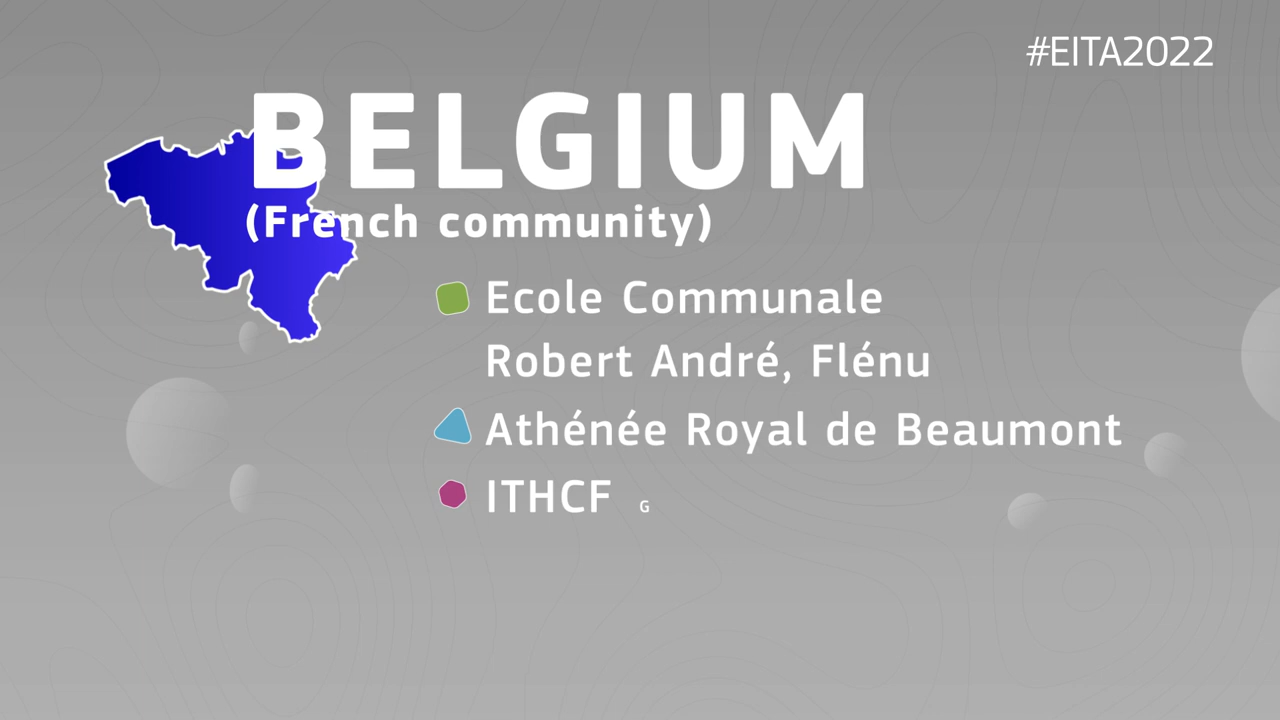 #EITA2022
BELGIUM
(French community)
Ecole Communale
Robert André, Flénu
Athénée Royal de Beaumont
ITHCF G